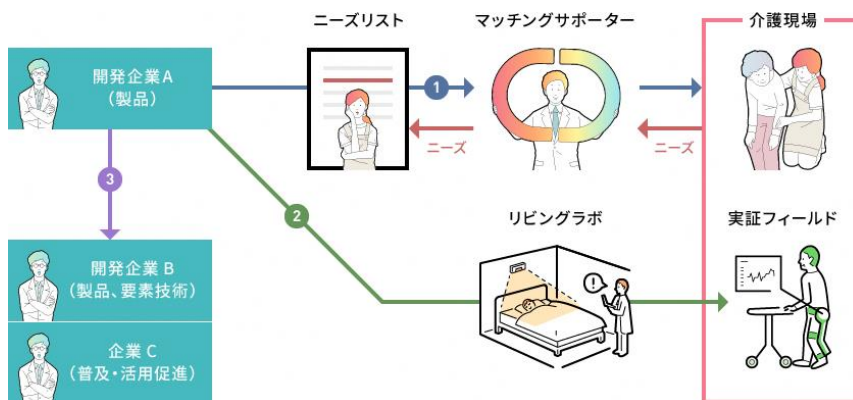 ニーズリスト
マッチングサポーター
介護現場
開発企業A
（製品）
1
ニーズ
ニーズ
3
2
リビングラボ
実証フィールド
開発企業B
（製品、要素技術）
企業C
（普及・活用促進）
!